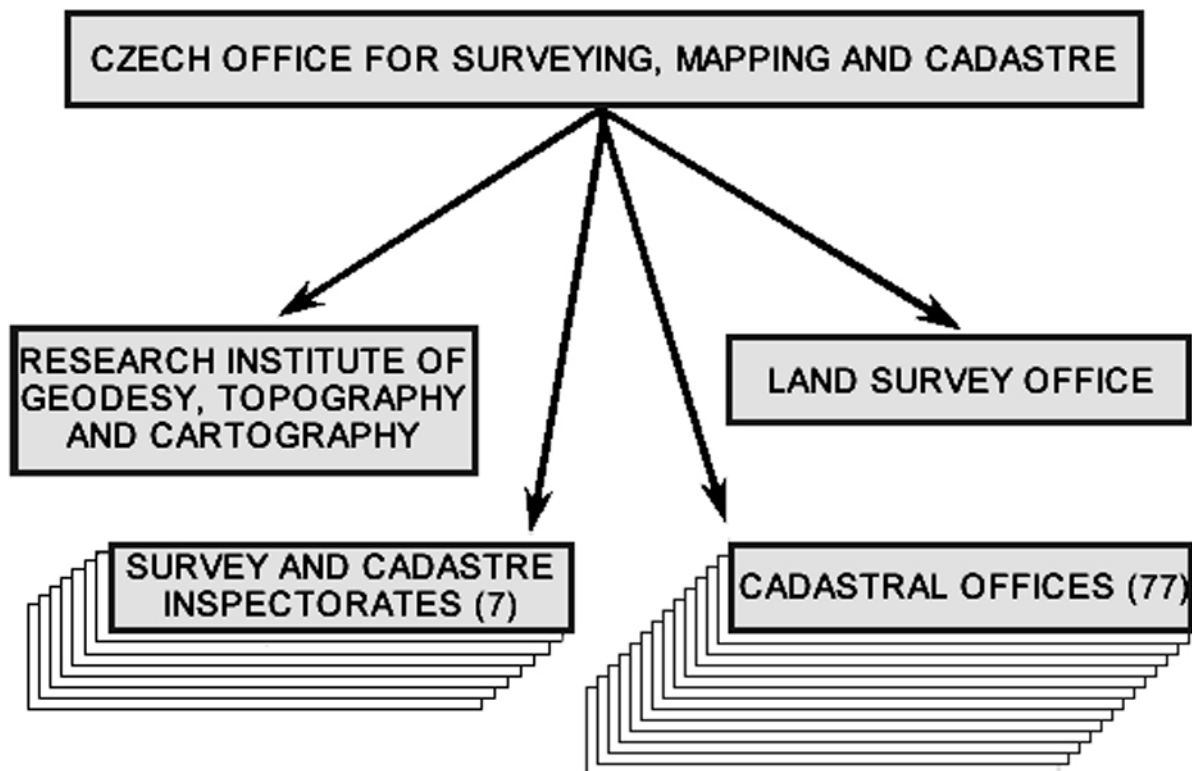 CZECH OFFICE FOR SURVEYING, MAPPING AND CADASTRE
RESEARCH INSTITUTE OF
GEODESY, TOPOGRAPHY
AND CARTOGRAPHY
LAND SURVEY OFFICE
SURVEY AND CADASTRE
INSPECTORATES (7)
CADASTRAL OFFICES (77)